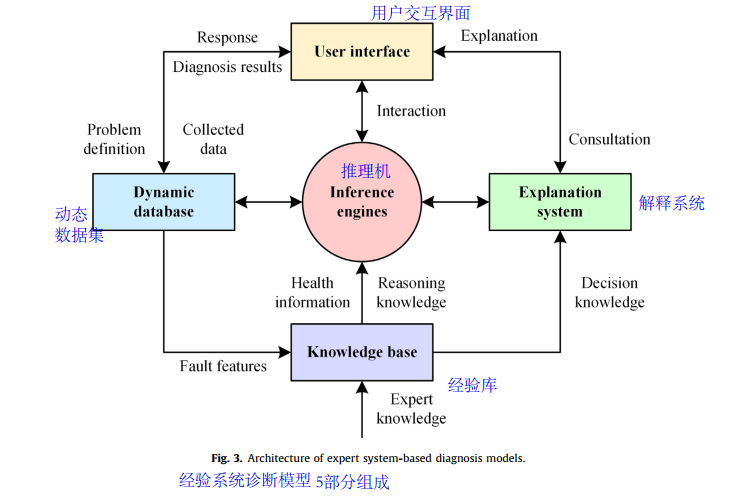 用户交互界面
Response
User interface
Explanation
Diagnosis results
Interaction
Problem
definition
Collected
data
Consultation
推理机
Dynamic
database
Inference
engines
Explanation
system
动态
数据集
解释系统
Health
information
Reasoning
knowledge
Decision
knowledge
Knowledge base
Fault features
经验库
Expert
knowledge
Fig. 3. Architecture of expert system-based diagnosis models.
经验系统诊断模型 5部分组成